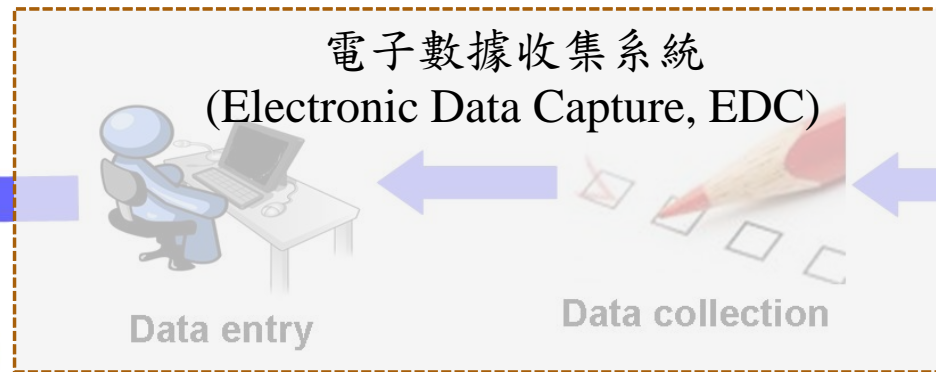 電子數據收集系統
(Electronic Data Capture, EDC)
Data entry
Data collection